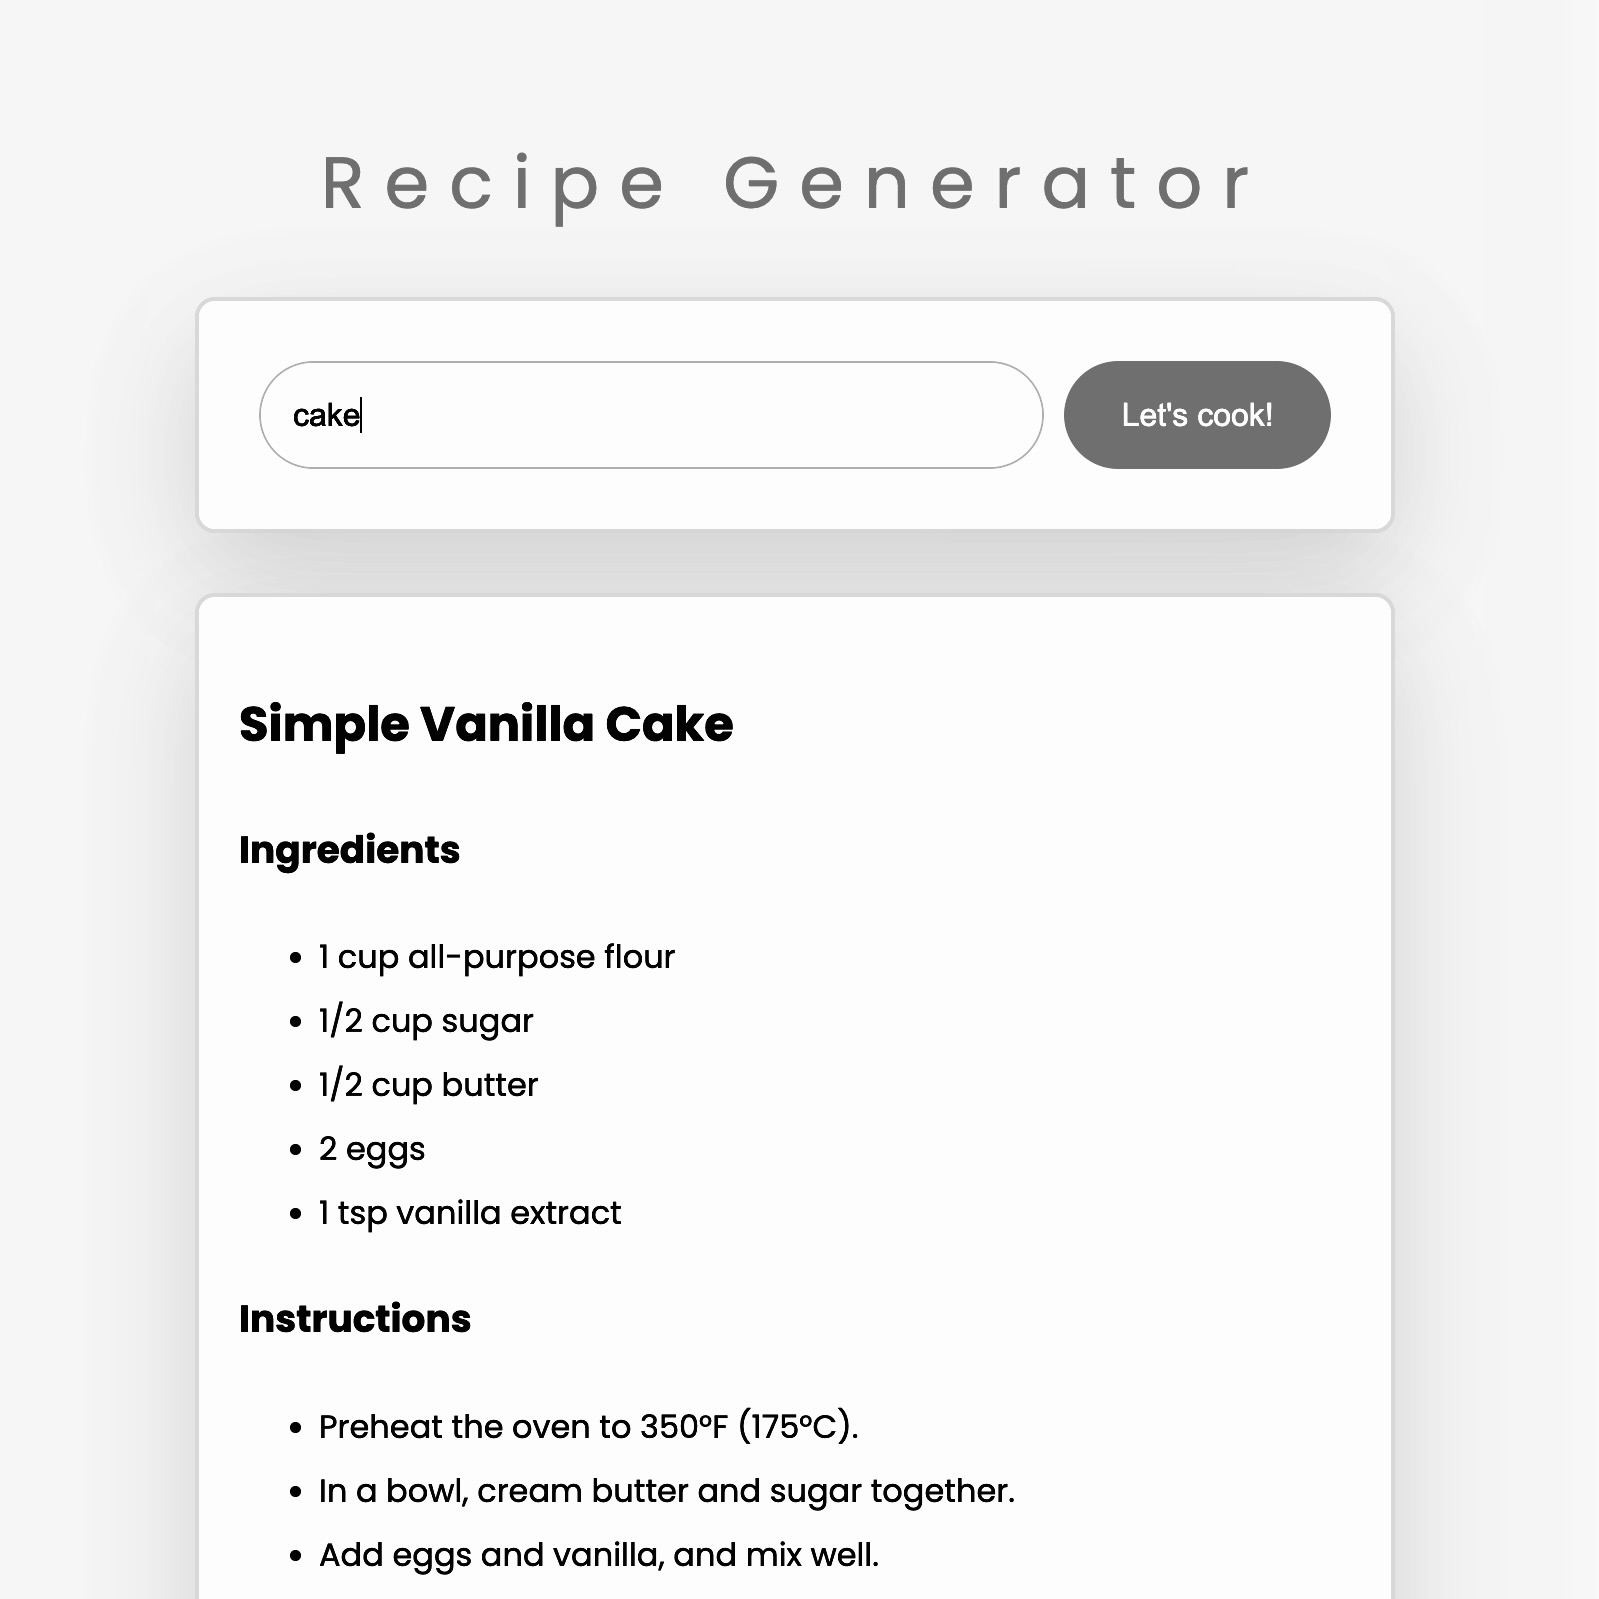 Recipe Generator
cake
Let's cook!
Simple Vanilla Cake
Ingredients
• 1 cup all-purpose flour
• 1/2 cup sugar
• 1/2 cup butter
• 2 eggs
• 1 tsp vanilla extract
Instructions
• Preheat the oven to 350°F (175°C).
• In a bowl, cream butter and sugar together.
• Add eggs and vanilla, and mix well.